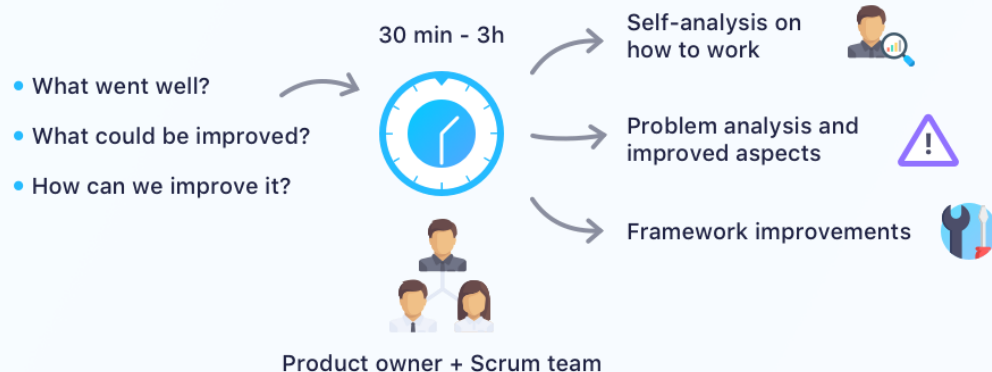 What went well?
What could be improved?
How can we improve it?
30 min - 3h
Product owner + Scrum team
Self-analysis on
how to work
Problem analysis and
improved aspects
Framework improvements